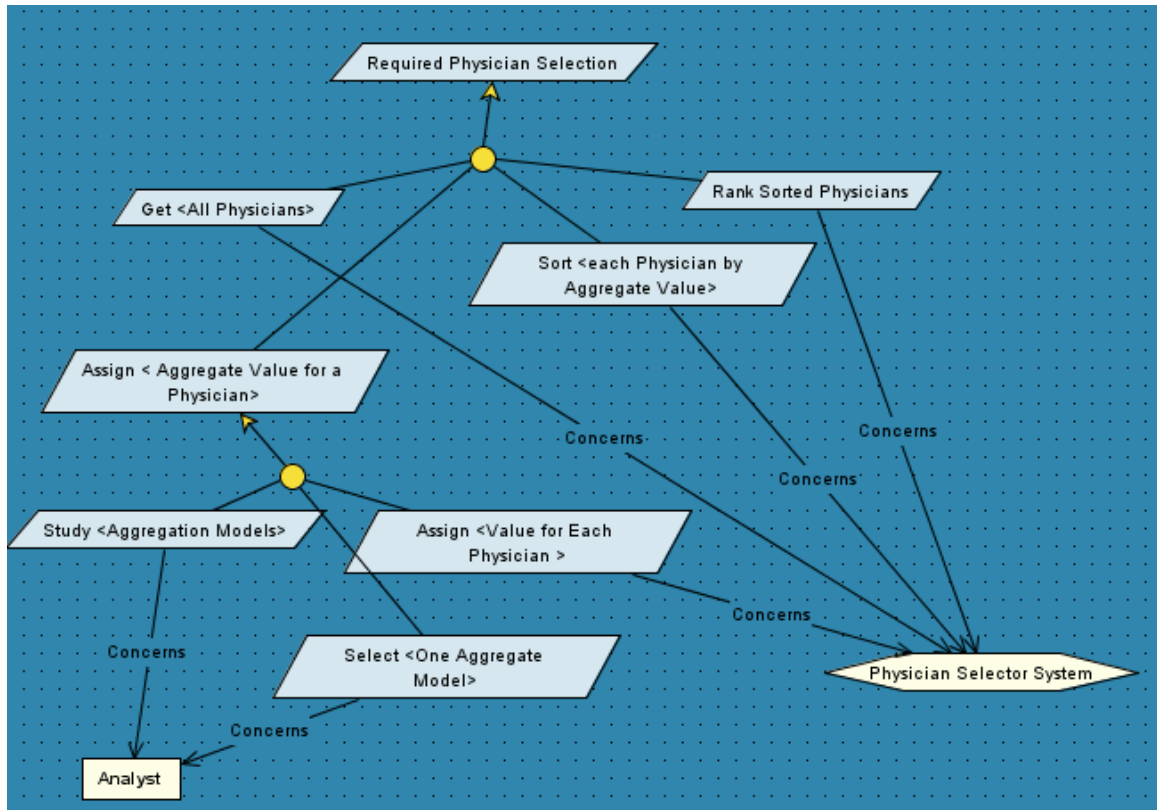 Required Physician Selection
Get <All Physicians>
Rank Sorted Physicians
Sort <each Physician by
Aggregate Value>
Assign < Aggregate Value for a
Physician>
Concerns
Concerns
Concerns
Study <Aggregation Models>
Assign <Value for Each
Physician >
Concerns
Concerns
Select <One Aggregate
Model>
Physician Selector System
Concerns
Analyst